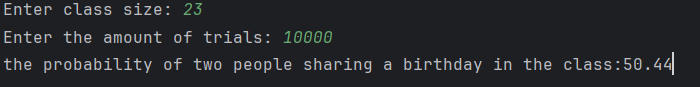 Enter class size: 23
Enter the amount of trials: 10000
the probability of two people sharing a birthday in the class:50.44